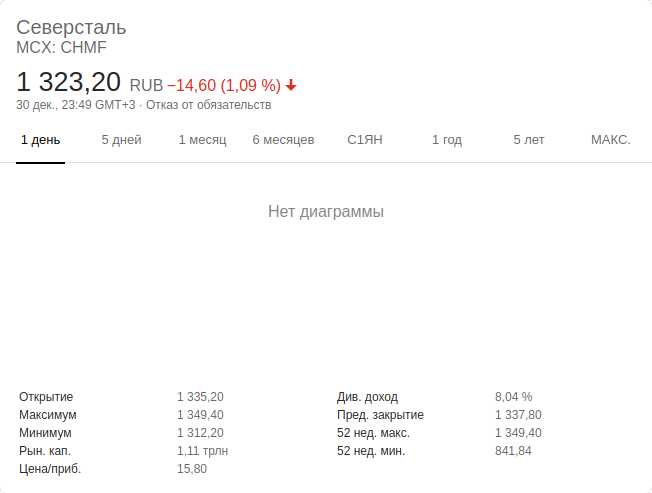 Северсталь
MCX: CHMF
1 323,20 RUB −14,60 (1,09 %)
30 дек., 23:49 GMT+3 · Отказ от обязательств
1 день 5 дней 1 месяц 6 месяцев С1ЯН 1 год 5 лет МАКС.
Нет диаграммы
Открытие 1 335,20 Див. доход 8,04 %
Максимум 1 349,40 Пред. закрытие 1 337,80
Минимум 1 312,20 52 нед. макс. 1 349,40
Рын. кап. 1,11 трлн 52 нед. мин. 841,84
Цена/приб. 15,80